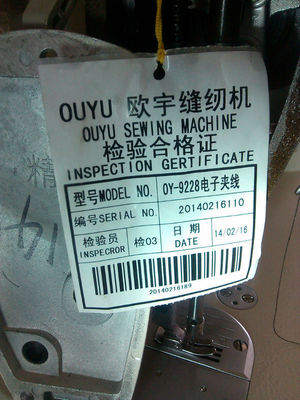 OUYU 欧宇缝纫机
OUYU SEWING MACHINE
检验合格证
INSPECTION GERTIFICATE
型号MODEL NO. OY-9228电子夹线
编号SERIAL NO. 20140216110
检验员 INSPECROR 检03 日期 DATE 14/02/16
20140216189
精